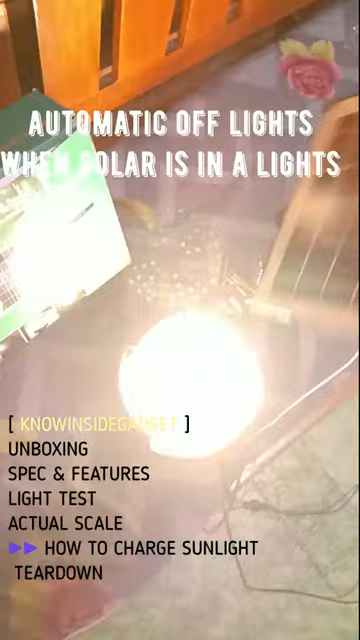 AUTOMATIC OFF LIGHTS
WHEN SOLAR IS IN A LIGHTS
[ KNOWINSIDEGADGET ]
UNBOXING
SPEC & FEATURES
LIGHT TEST
ACTUAL SCALE
▶▶ HOW TO CHARGE SUNLIGHT
TEARDOWN